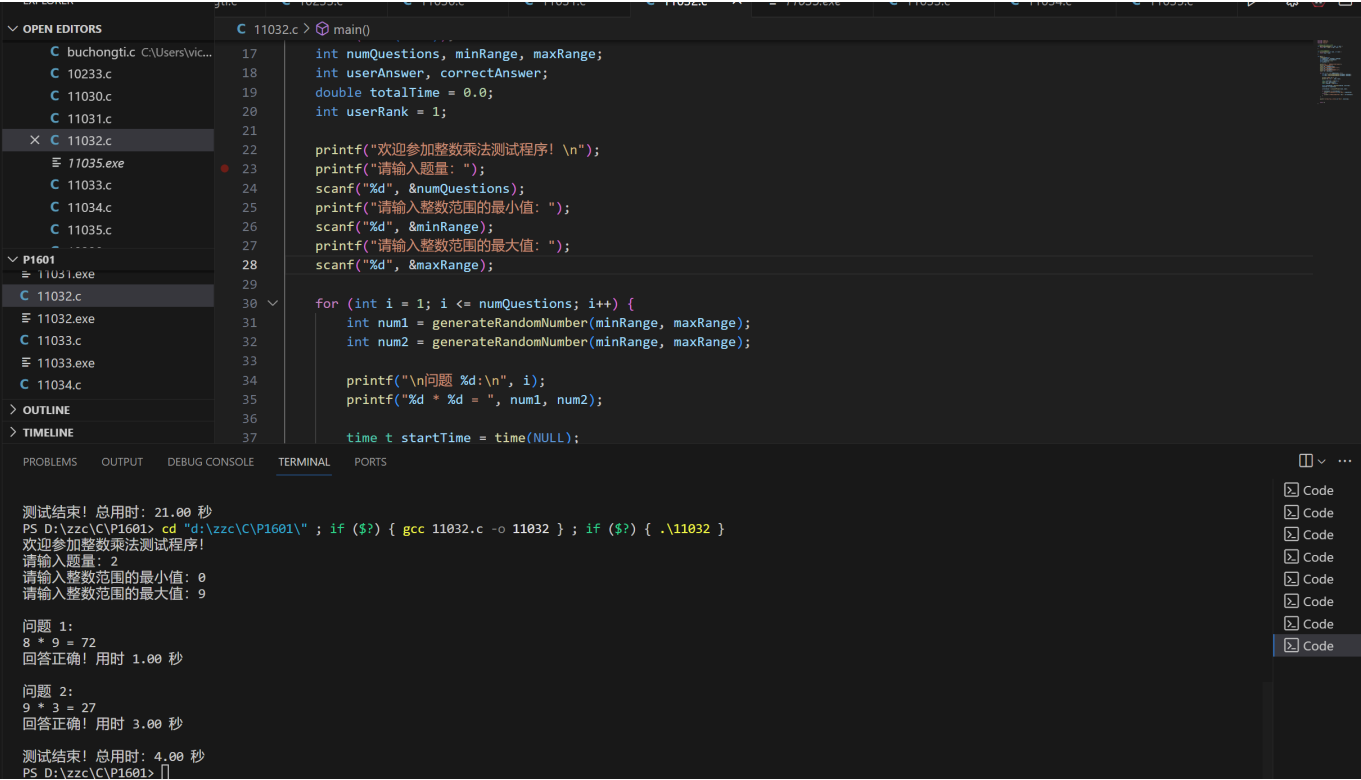 EXPLORER
OPEN EDITORS
buchongti.c C:\Users\vic...
10233.c
11030.c
11031.c
11032.c
11035.exe
11033.c
11034.c
11035.c
P1601
11031.exe
11032.c
11032.exe
11033.c
11033.exe
11034.c
OUTLINE
TIMELINE
11032.c > main()
17 int numQuestions, minRange, maxRange;
18 int userAnswer, correctAnswer;
19 double totalTime = 0.0;
20 int userRank = 1;
21
22 printf("欢迎参加整数乘法测试程序！\n");
23 printf("请输入题量：");
24 scanf("%d", &numQuestions);
25 printf("请输入整数范围的最小值：");
26 scanf("%d", &minRange);
27 printf("请输入整数范围的最大值：");
28 scanf("%d", &maxRange);
29
30 for (int i = 1; i <= numQuestions; i++) {
31 int num1 = generateRandomNumber(minRange, maxRange);
32 int num2 = generateRandomNumber(minRange, maxRange);
33
34 printf("\n问题 %d:\n", i);
35 printf("%d * %d = ", num1, num2);
36
37 time_t startTime = time(NULL);
PROBLEMS OUTPUT DEBUG CONSOLE TERMINAL PORTS
测试结束！总用时：21.00 秒
PS D:\zzc\C\P1601> cd "d:\zzc\C\P1601\" ; if ($?) { gcc 11032.c -o 11032 } ; if ($?) { .\11032 }
欢迎参加整数乘法测试程序！
请输入题量：2
请输入整数范围的最小值：0
请输入整数范围的最大值：9
问题 1:
8 * 9 = 72
回答正确！用时 1.00 秒
问题 2:
9 * 3 = 27
回答正确！用时 3.00 秒
测试结束！总用时：4.00 秒
PS D:\zzc\C\P1601>
Code
Code
Code
Code
Code
Code
Code
Code